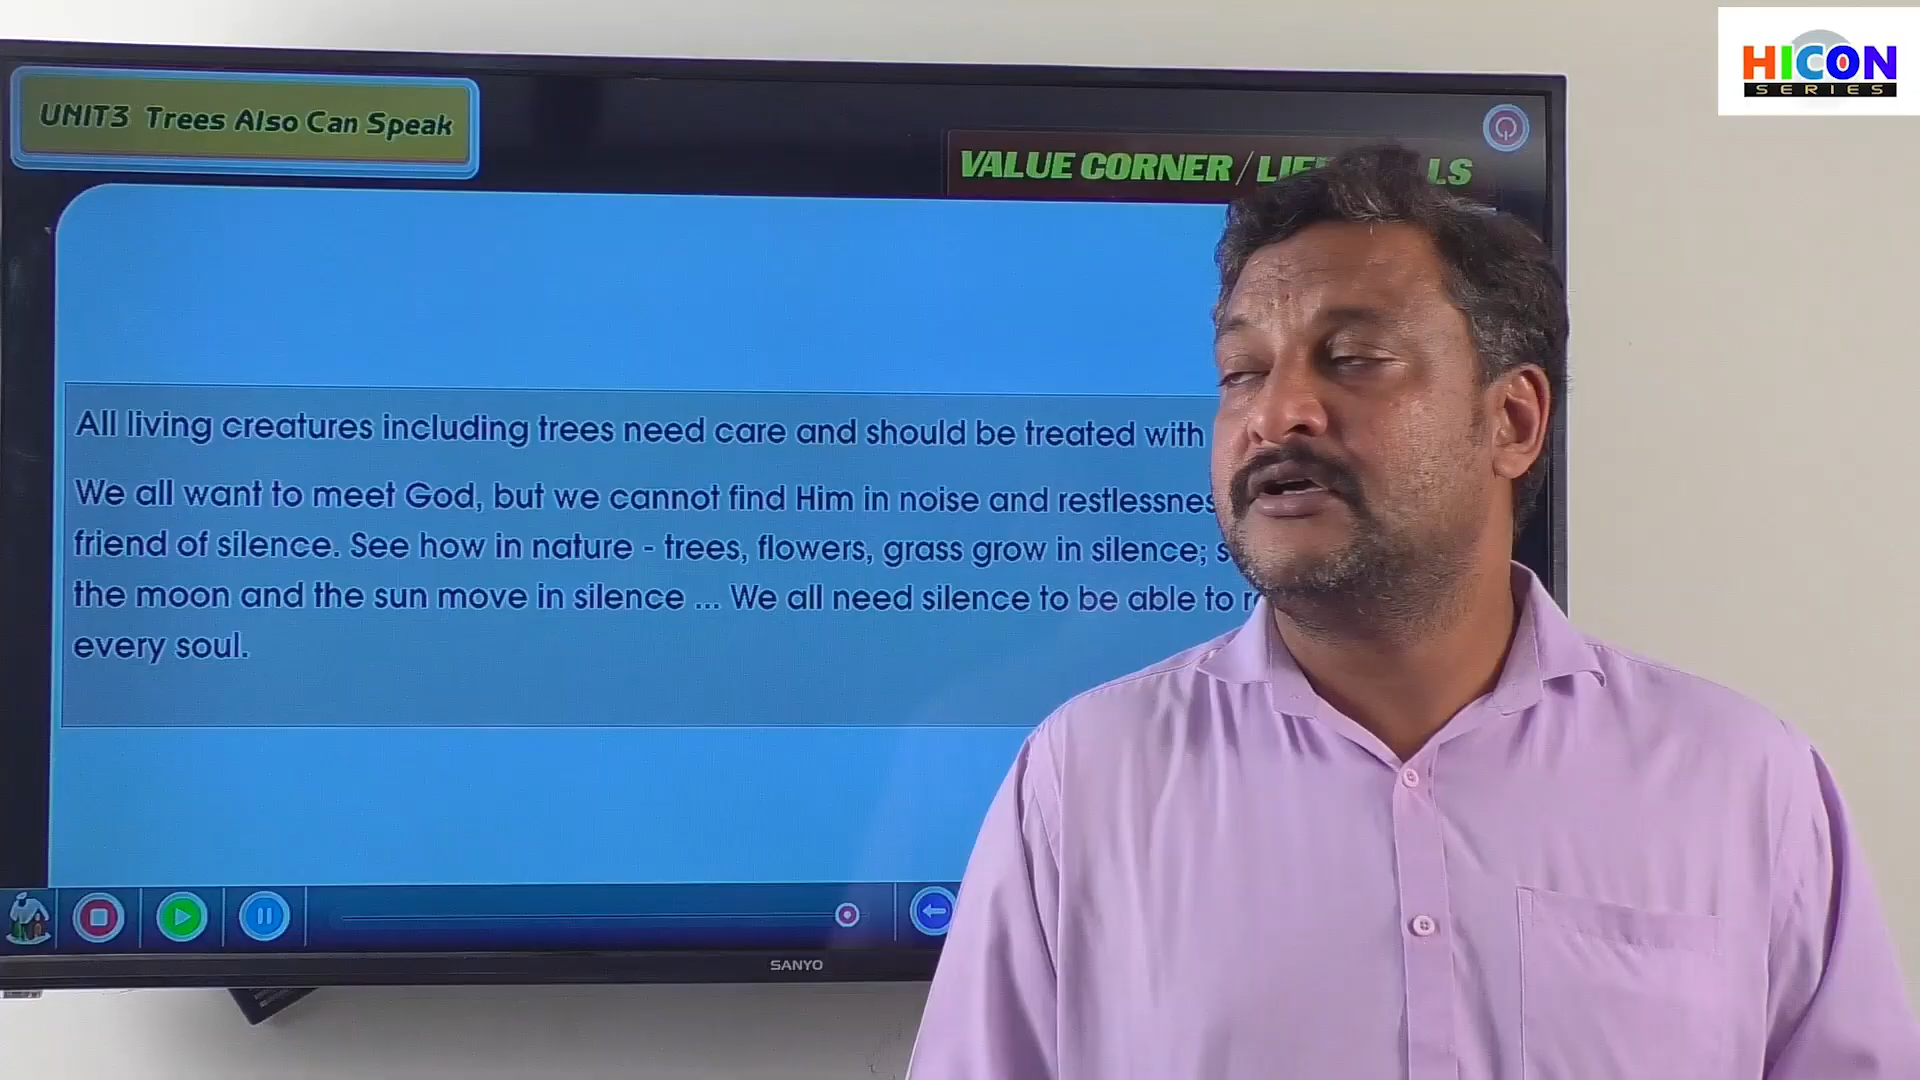 HICON
SERIES
UNIT3 Trees Also Can Speak
VALUE CORNER /
All living creatures including trees need care and should be treated with
We all want to meet God, but we cannot find Him in noise and
friend of silence. See how in nature - trees, flowers, grass grow in silence;
the moon and the sun move in silence ... We all need silence to be able to
every soul.
SANYO